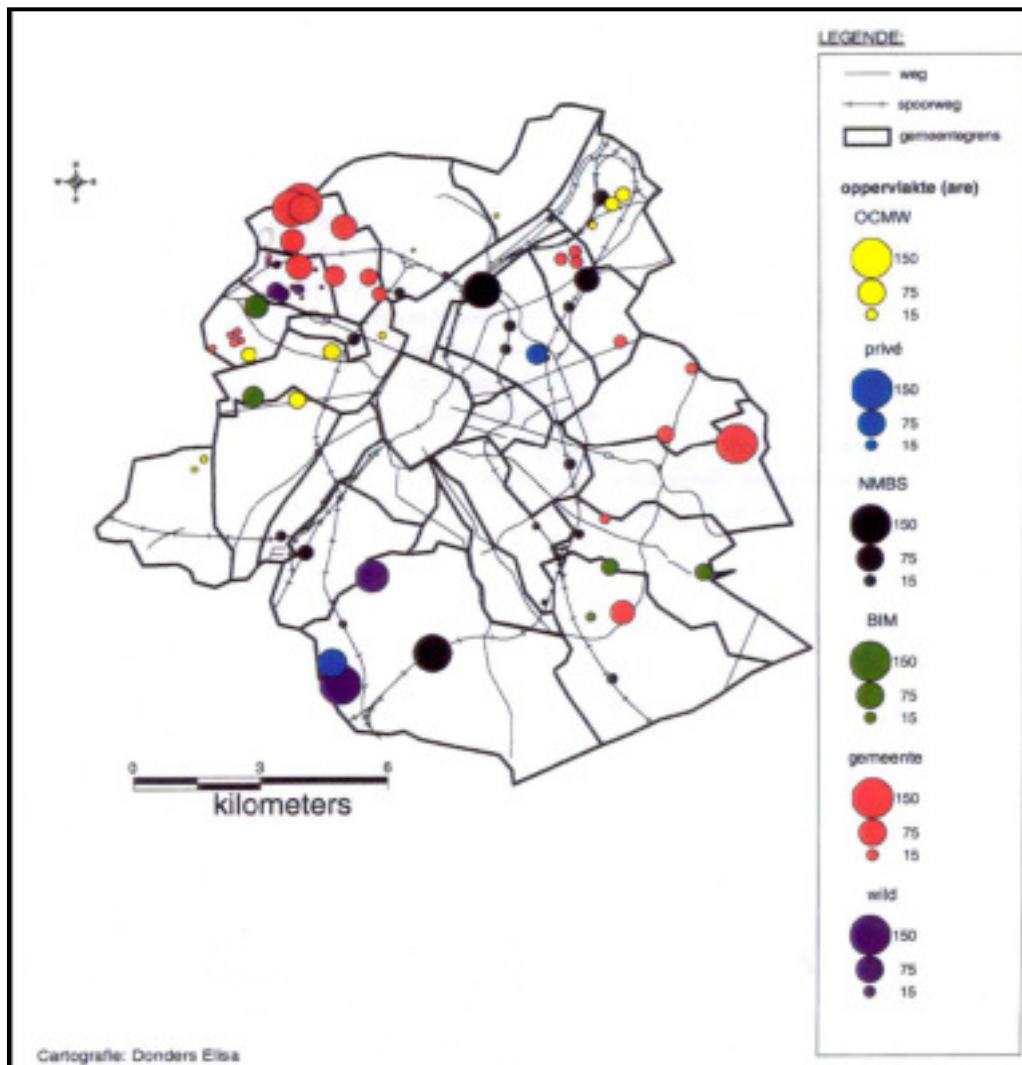 LEGENDE:
weg
spoorweg
gemeentegrens
oppervlakte (are)
OCMW
150
75
15
privé
150
75
15
NMBS
150
75
15
BIM
150
75
15
gemeente
150
75
15
wild
150
75
15
0 3 6
kilometers
Cartografie: Donders Elisa